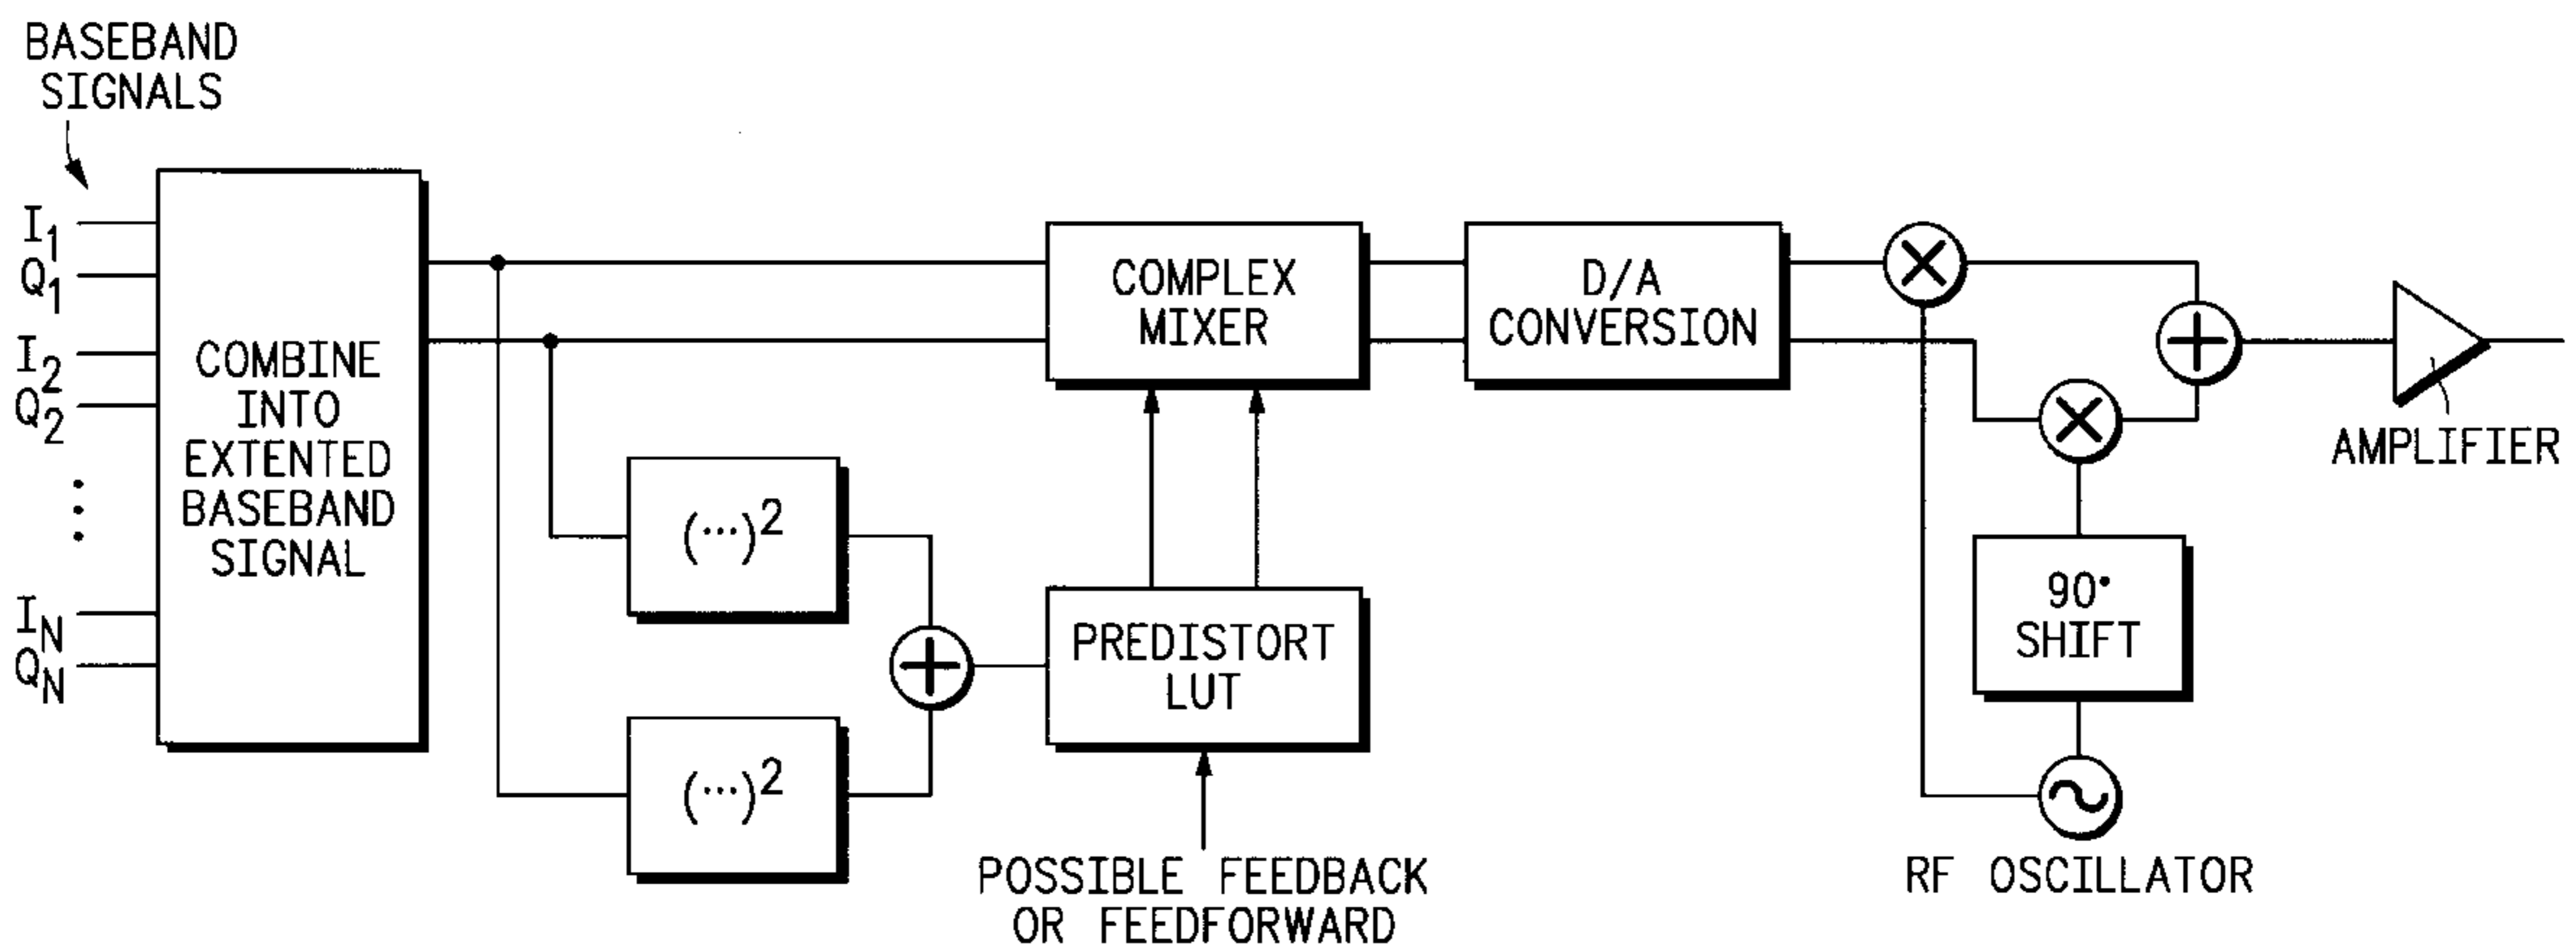 BASEBAND
SIGNALS
I1
Q1
I2
Q2
IN
QN
COMBINE
INTO
EXTENTED
BASEBAND
SIGNAL
(...)2
(...)2
COMPLEX
MIXER
PREDISTORT
LUT
POSSIBLE FEEDBACK
OR FEEDFORWARD
D/A
CONVERSION
90°
SHIFT
RF OSCILLATOR
AMPLIFIER